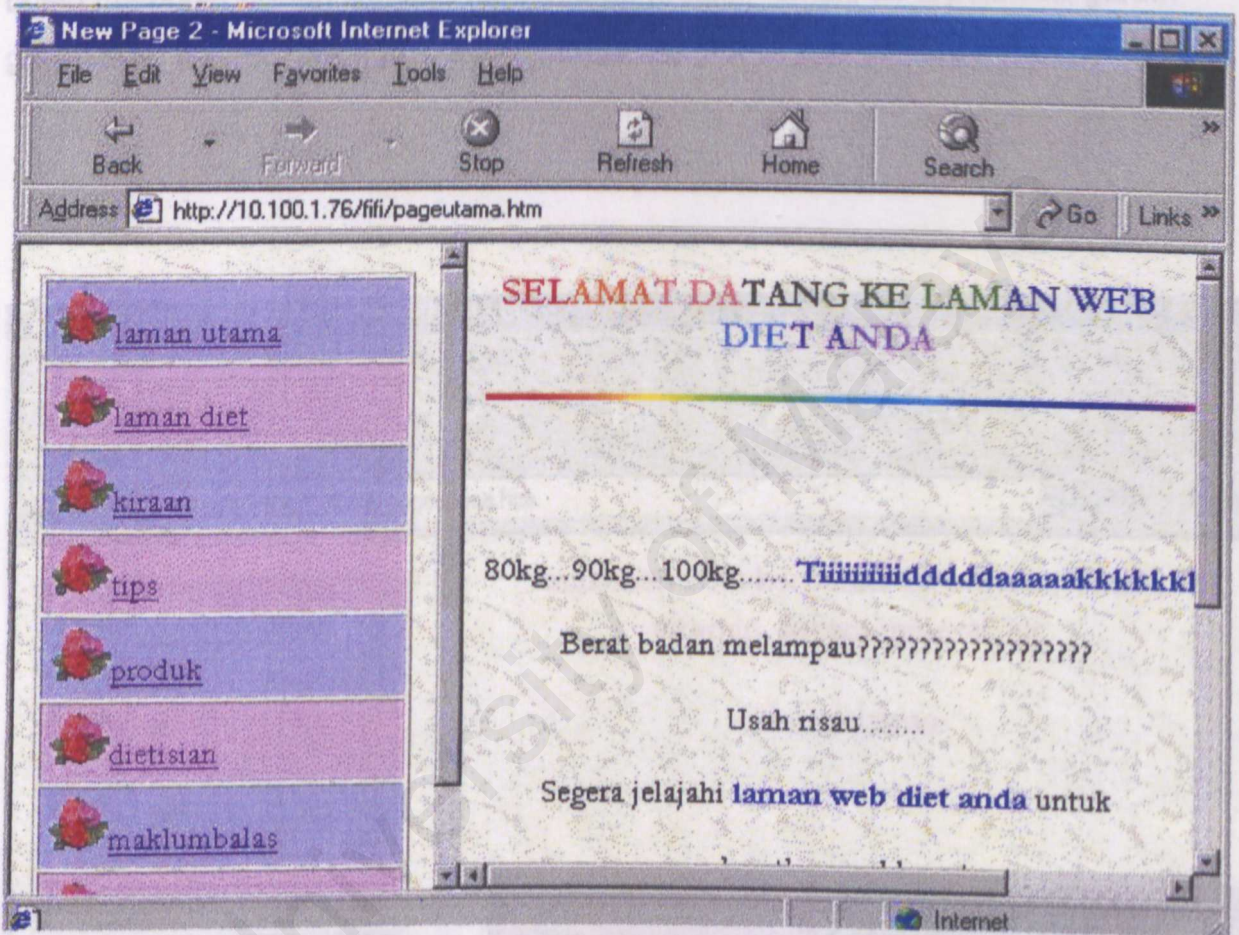 New Page 2 - Microsoft Internet Explorer
File Edit View Favorites Tools Help
Back Forward Stop Refresh Home Search »
Address http://10.100.1.76/fifi/pageutama.htm Go Links »
laman utama
laman diet
kiraan
tips
produk
dietisian
maklumbalas
SELAMAT DATANG KE LAMAN WEB
DIET ANDA
80kg...90kg...100kg.......
Berat badan melampau???????????????????
Usah risau........
Segera jelajahi laman web diet anda untuk
Internet
University of Malaya